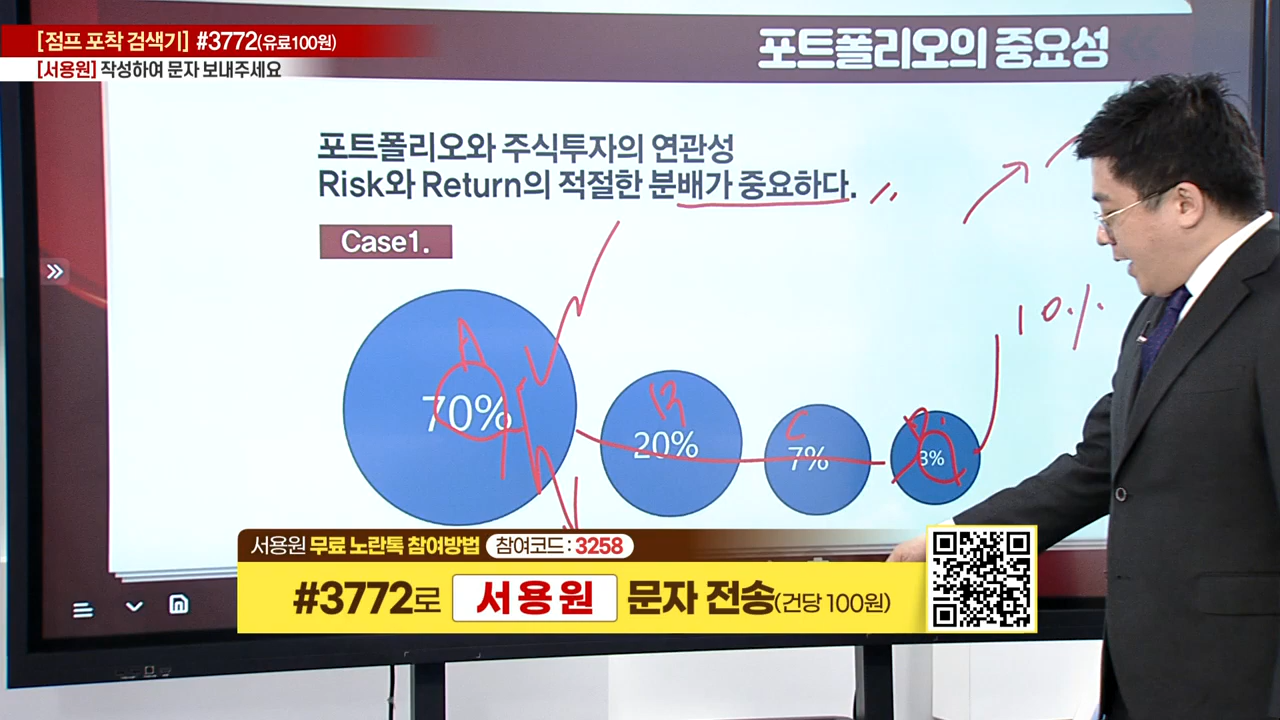 [점프 포착 검색기] #3772(유료100원)
[서용원] 작성하여 문자 보내주세요
포트폴리오의 중요성
포트폴리오와 주식투자의 연관성
Risk와 Return의 적절한 분배가 중요하다.
Case1.
10%
A
70%
B
20%
C
7%
3%
서용원 무료 노란톡 참여방법 참여코드 : 3258
#3772로 서용원 문자 전송(건당 100원)